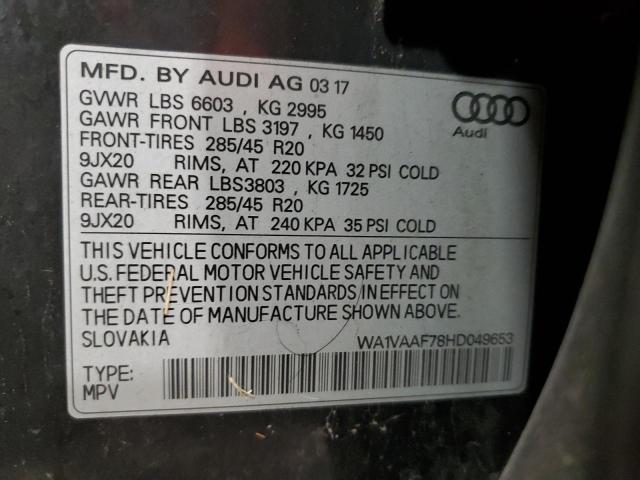 MFD. BY AUDI AG 03 17
GVWR LBS 6603 , KG 2995
GAWR FRONT LBS 3197 , KG 1450
FRONT-TIRES 285/45 R20
9JX20 RIMS, AT 220 KPA 32 PSI COLD
GAWR REAR LBS3803 , KG 1725
REAR-TIRES 285/45 R20
9JX20 RIMS, AT 240 KPA 35 PSI COLD
Audi
THIS VEHICLE CONFORMS TO ALL APPLICABLE
U.S. FEDERAL MOTOR VEHICLE SAFETY AND
THEFT PREVENTION STANDARDS IN EFFECT ON
THE DATE OF MANUFACTURE SHOWN ABOVE.
SLOVAKIA WA1VAAF78HD049653
TYPE:
MPV